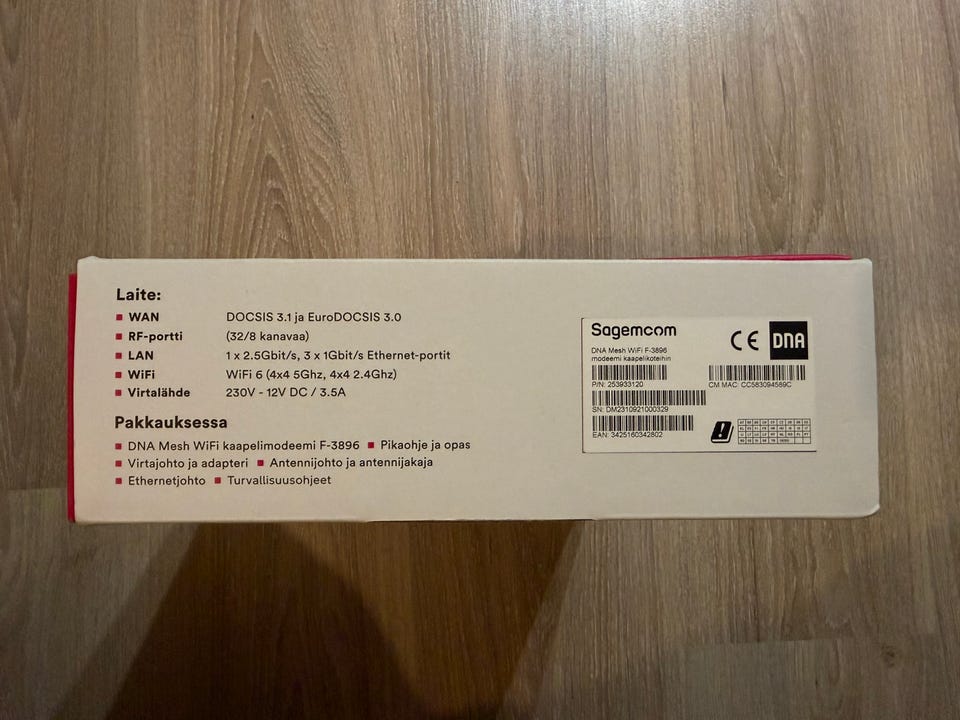 Laite:
WAN DOCSIS 3.1 ja EuroDOCSIS 3.0
RF-portti (32/8 kanavaa)
LAN 1 x 2.5Gbit/s, 3 x 1Gbit/s Ethernet-portit
WiFi WiFi 6 (4x4 5Ghz, 4x4 2.4Ghz)
Virtalähde 230V - 12V DC / 3.5A
Pakkauksessa
DNA Mesh WiFi kaapelimodeemi F-3896 Pikaohje ja opas
Virtajohto ja adapteri Antennijohto ja antennijakaja
Ethernetjohto Turvallisuusohjeet
Sagemcom
CE DNA
DNA Mesh WiFi F-3896
modeemi kaapelikoteihin
P/N: 253933120 CM MAC: CC583094569C
SN: DM2310921000329
EAN: 3425160342802